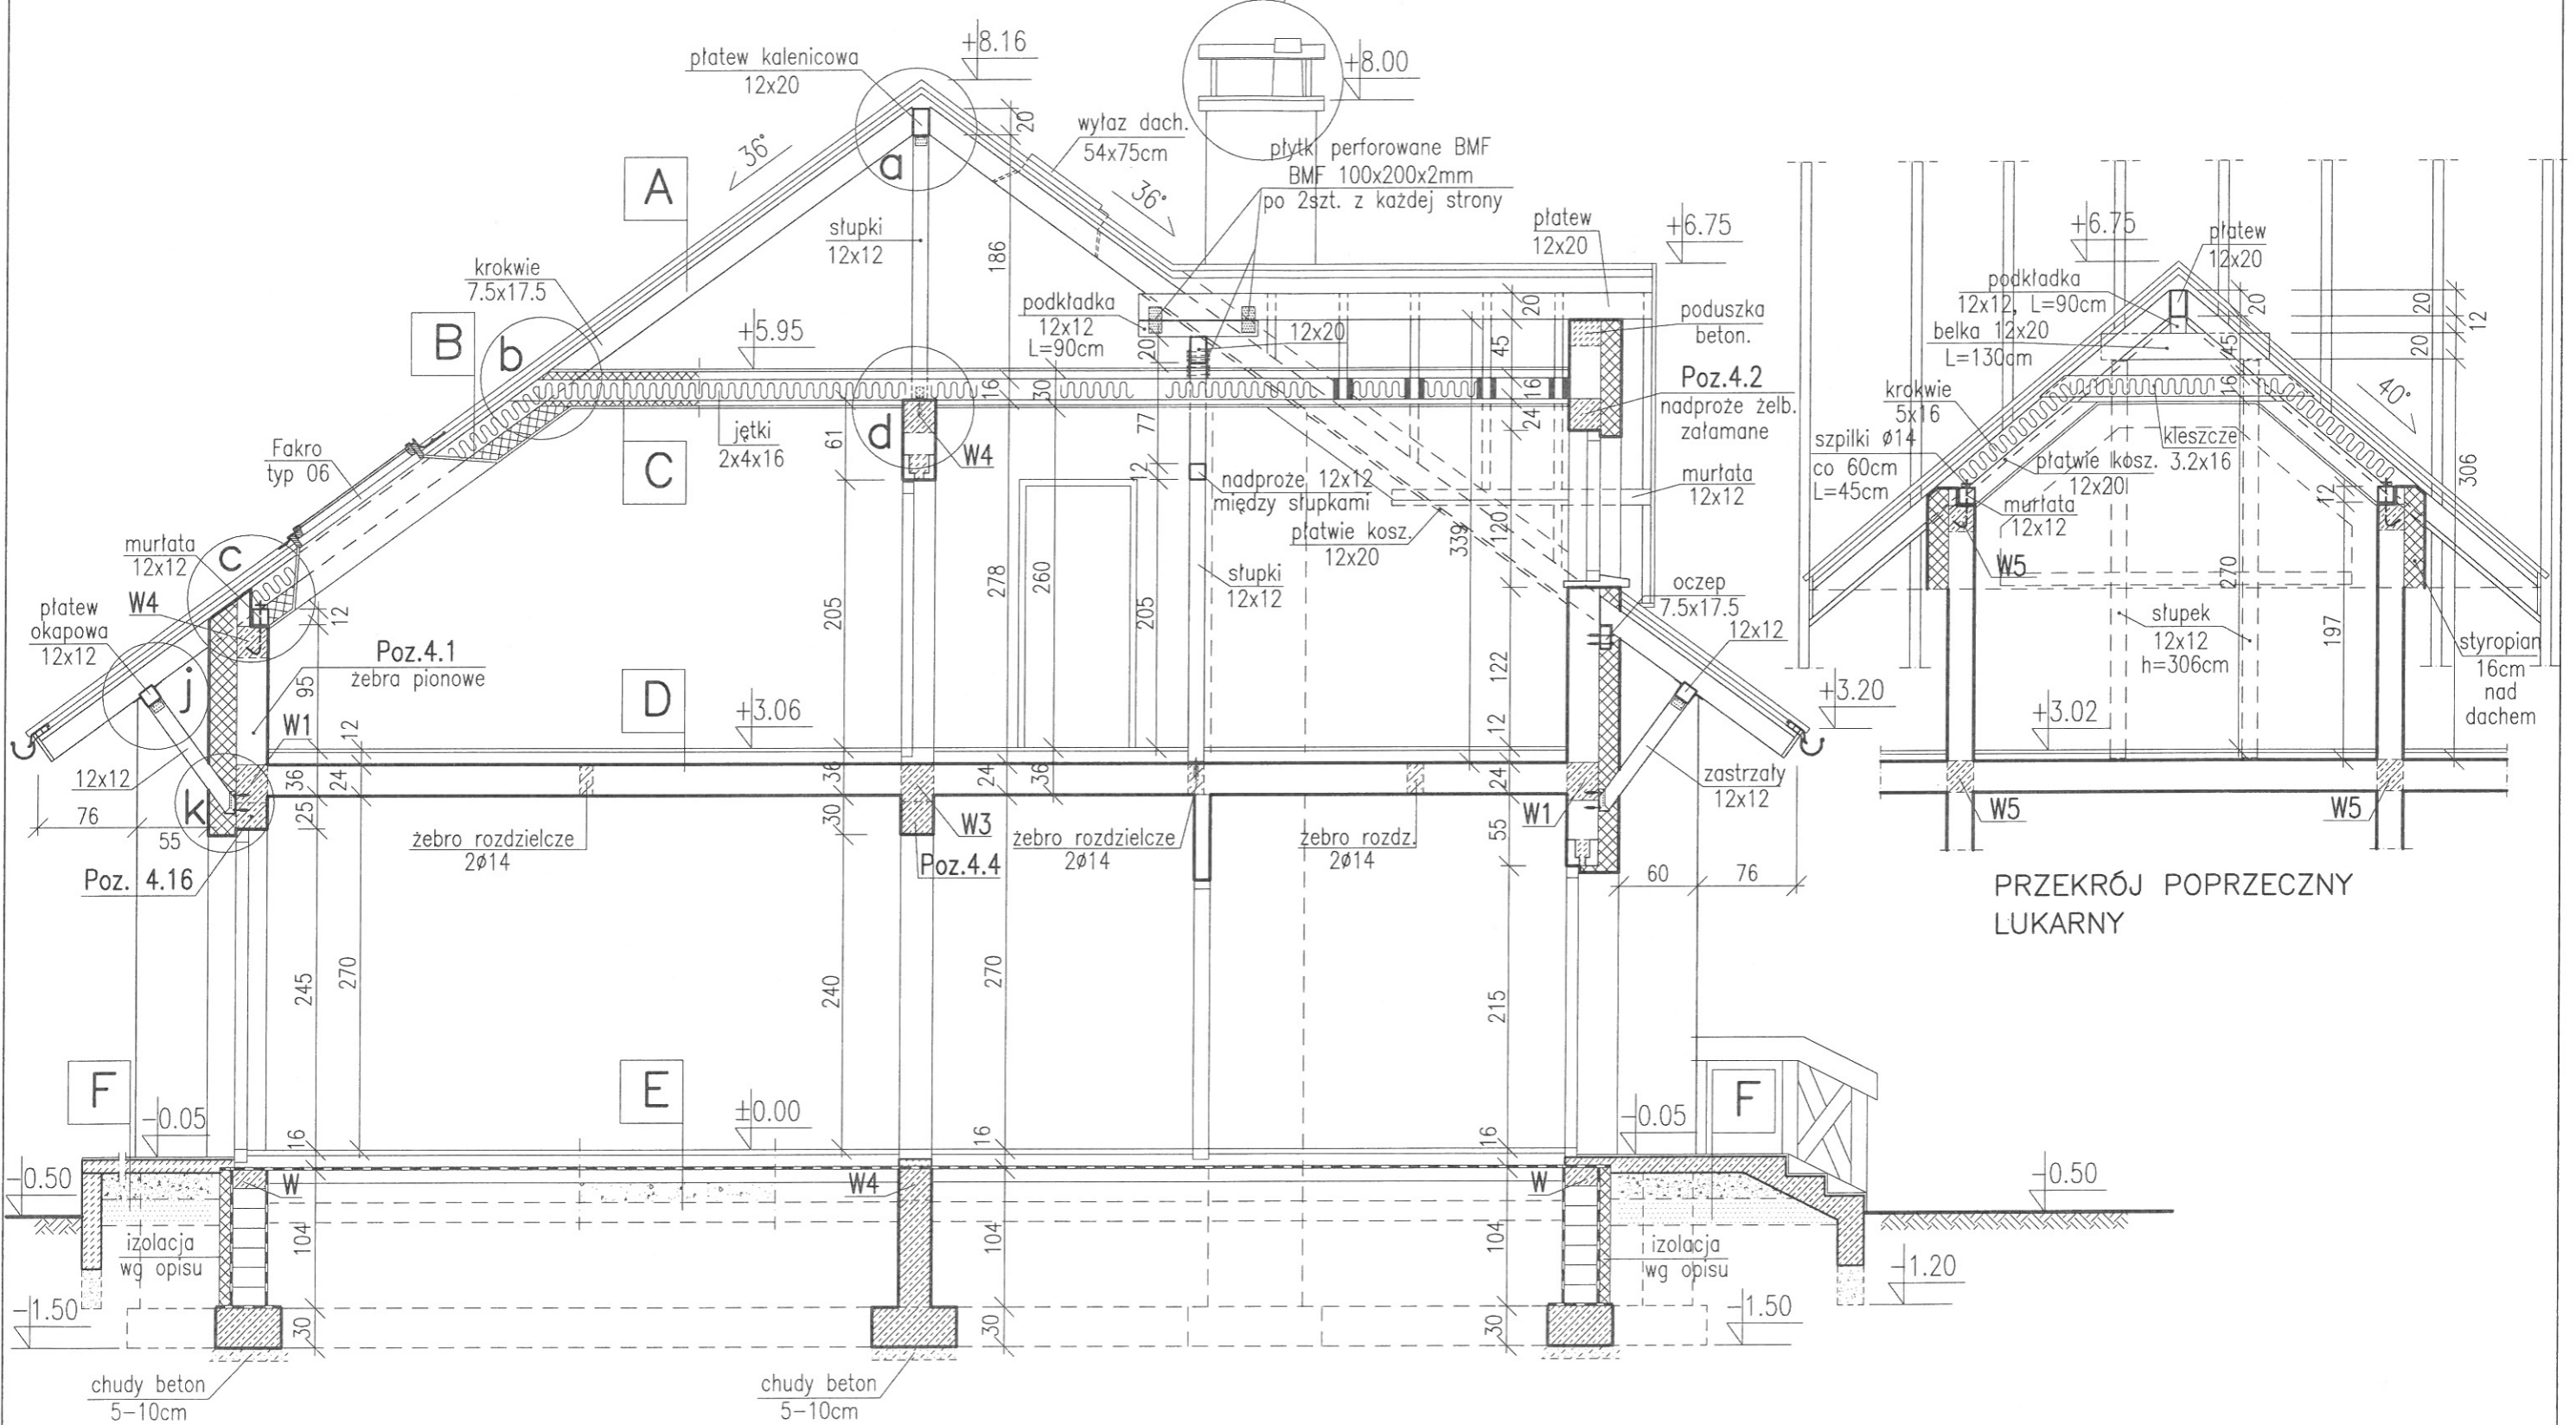 płatew kalenicowa
12x20
+8.16
+8.00
36°
A
a
20
wyłaz dach.
54x75cm
36°
płytk perforowane BMF
BMF 100x200x2mm
po 2szt. z każdej strony
płatew
12x20
+6.75
słupki
12x12
186
krokwie
7.5x17.5
B
b
+5.95
podkładka
12x12
L=90cm
20
12x20
20
45
poduszka
beton.
Poz.4.2
nadproże żelb.
załamane
16
30
16
24
jętki
2x4x16
61
d
W4
77
12
C
Fakro
typ 06
nadproże 12x12
między słupkami
płatwie kosz.
12x20
339
120
murłata
12x12
murłata
12x12
c
W4
12
płatew
okapowa
12x12
j
Poz.4.1
żebra pionowe
95
205
278
260
205
słupki
12x12
oczep
7.5x17.5
12x12
122
D
+3.06
+3.20
W1
12
12
12x12
36
24
36
24
36
24
zastrzały
12x12
k
76
55
25
30
W1
55
60
76
żebro rozdzielcze
2ø14
W3
Poz.4.4
żebro rozdzielcze
2ø14
żebro rozdz.
2ø14
Poz. 4.16
245
270
240
270
215
F
E
F
-0.05
±0.00
-0.05
16
16
16
-0.50
-0.50
W
W4
W
104
104
104
izolacja
wg opisu
izolacja
wg opisu
-1.20
-1.50
-1.50
30
30
30
chudy beton
5-10cm
chudy beton
5-10cm
+6.75
płatew
12x20
podkładka
12x12, L=90cm
belka 12x20
L=130cm
20
20
12
45
20
16
40°
krokwie
5x16
szpilki ø14
co 60cm
L=45cm
płatwie kosz.
12x20
kleszcze
3.2x16
306
12
murłata
12x12
W5
270
197
słupek
12x12
h=306cm
styropian
16cm
nad
dachem
+3.02
W5
W5
PRZEKRÓJ POPRZECZNY
LUKARNY